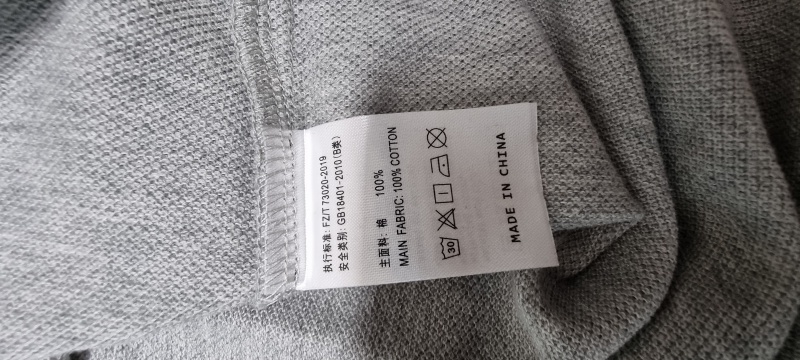 执行标准: FZ/T 73020-2019
安全类别: GB18401-2010(B类)
主面料: 棉 100%
MAIN FABRIC: 100% COTTON
30
MADE IN CHINA